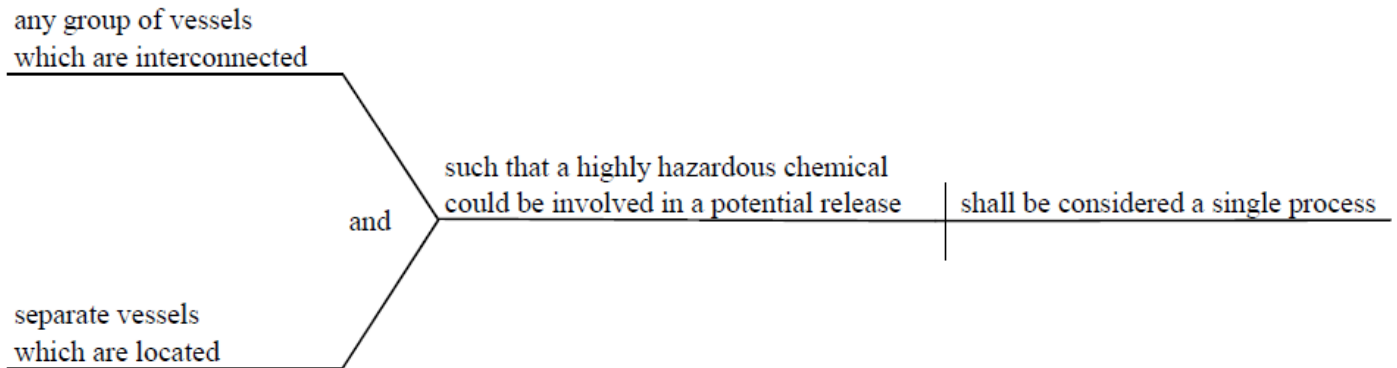 any group of vessels
which are interconnected
such that a highly hazardous chemical
could be involved in a potential release
shall be considered a single process
and
separate vessels
which are located